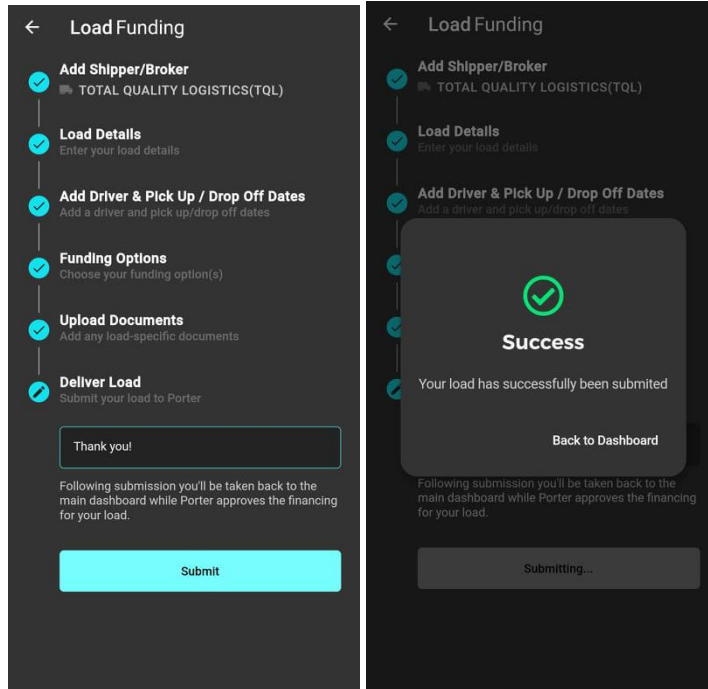 Load Funding
Add Shipper/Broker
TOTAL QUALITY LOGISTICS(TQL)
Load Details
Enter your load details
Add Driver & Pick Up / Drop Off Dates
Add a driver and pick up/drop off dates
Funding Options
Choose your funding option(s)
Upload Documents
Add any load-specific documents
Deliver Load
Submit your load to Porter
Thank you!
Following submission you'll be taken back to the
main dashboard while Porter approves the financing
for your load.
Submit
Load Funding
Add Shipper/Broker
TOTAL QUALITY LOGISTICS(TQL)
Load Details
Enter your load details
Add Driver & Pick Up / Drop Off Dates
Add a driver and pick up/drop off dates
Success
Your load has successfully been submited
Back to Dashboard
Following submission you'll be taken back to the
main dashboard while Porter approves the financing
for your load.
Submitting...